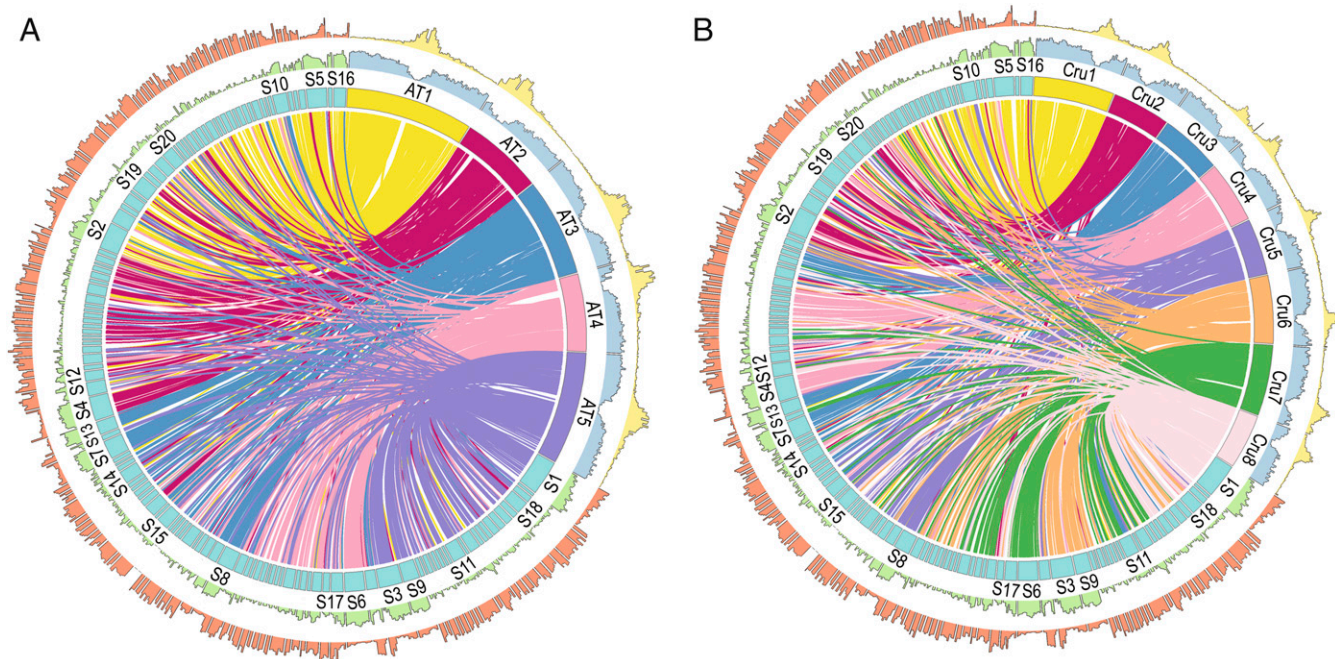 A
S10
S5
S16
AT1
AT2
AT3
AT4
AT5
S1
S18
S11
S9
S3
S6
S17
S8
S15
S14
S7
S13
S4
S12
S2
S19
S20
B
S10
S5
S16
Cru1
Cru2
Cru3
Cru4
Cru5
Cru6
Cru7
Cru8
S1
S18
S11
S9
S3
S6
S17
S8
S15
S14
S7
S13
S4
S12
S2
S19
S20